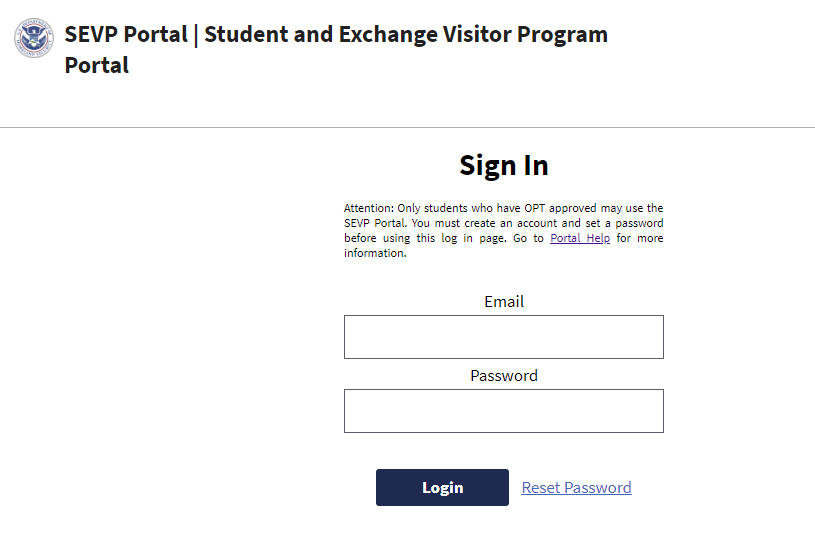 SEVP Portal | Student and Exchange Visitor Program
Portal
Sign In
Attention: Only students who have OPT approved may use the
SEVP Portal. You must create an account and set a password
before using this log in page. Go to Portal Help for more
information.
Email
Password
Login Reset Password